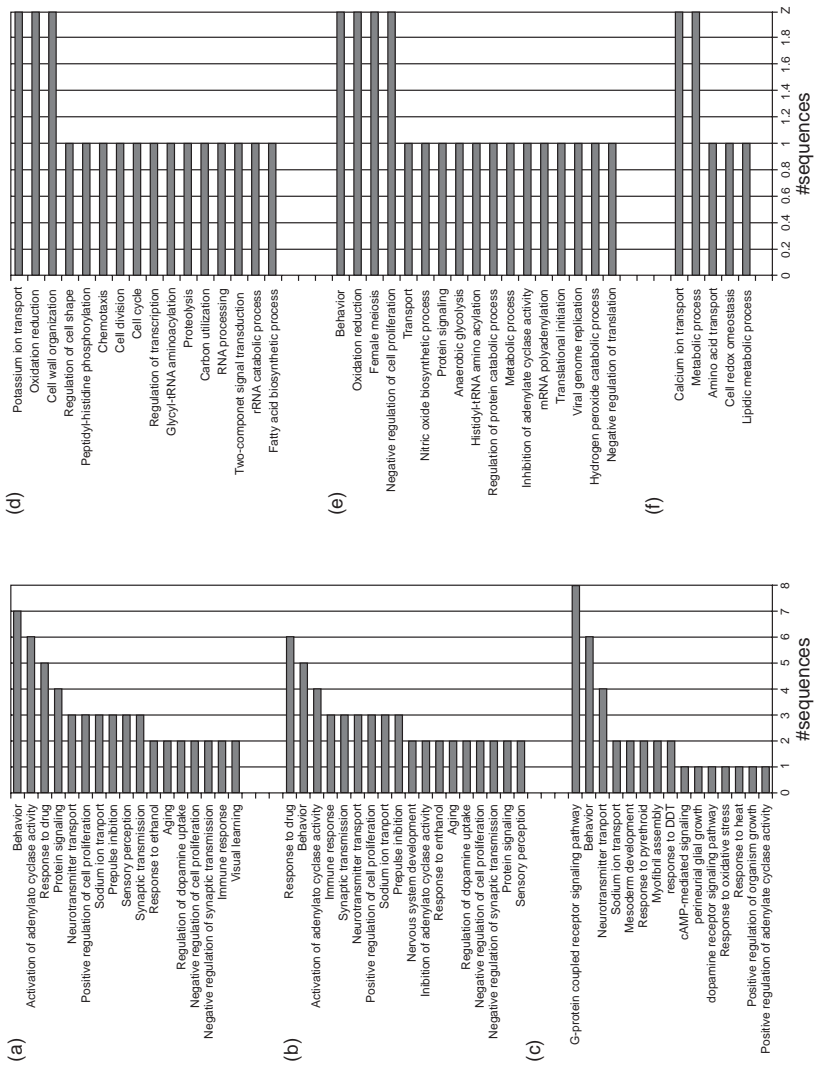 (a)
Behavior
Activation of adenylato cyclase activity
Response to drug
Protein signaling
Neurotransmitter transport
Positive regulation of cell proliferation
Sodium ion tranport
Prepulse inibition
Sensory perception
Synaptic transmission
Response to ethanol
Aging
Regulation of dopamine uptake
Negative regulation of cell proliferation
Negative regulation of synaptic transmission
Immune response
Visual learning
(b)
Response to drug
Behavior
Activation of adenylato cyclase activity
Immune response
Synaptic transmission
Neurotransmitter transport
Positive regulation of cell proliferation
Sodium ion tranport
Prepulse inibition
Nervous system development
Inibition of adenylate cyclase activity
Response to enthanol
Aging
Regulation of dopamine uptake
Negative regulation of cell proliferation
Negative regulation of synaptic transmission
Protein signaling
Sensory perception
(c)
G-protein coupled receptor signaling pathway
Behavior
Neurotransmitter tranport
Sodium ion transport
Mesoderm development
Response to pyrethroid
Myofibril assembly
response to DDT
cAMP-mediated signaling
perineurial glial growth
dopamine receptor signaling pathway
Response to oxidative stress
Response to heat
Positive regulation of organism growth
Positive regulation of adenylate cyclase activity
0 1 2 3 4 5 6 7 8
#sequences
(d)
Potassium ion transport
Oxidation reduction
Cell wall organization
Regulation of cell shape
Peptidyl-histidine phosphorylation
Chemotaxis
Cell division
Cell cycle
Regulation of transcription
Glycyl-tRNA aminoacylation
Proteolysis
Carbon utilization
RNA processing
Two-componet signal transduction
rRNA catabolic process
Fatty acid biosynthetic process
(e)
Behavior
Oxidation reduction
Female meiosis
Negative regulation of cell proliferation
Transport
Nitric oxide biosynthetic process
Protein signaling
Anaerobic glycolysis
Histidyl-tRNA amino acylation
Regulation of protein catabolic process
Metabolic process
Inhibition of adenylate cyclase activity
mRNA polyadenylation
Translational initiation
Viral genome replication
Hydrogen peroxide catabolic process
Negative regulation of translation
(f)
Calcium ion transport
Metabolic process
Amino acid transport
Cell redox omeostasis
Lipidic metabolic process
0 0.2 0.4 0.6 0.8 1 1.2 1.4 1.6 1.8 Z
#sequences